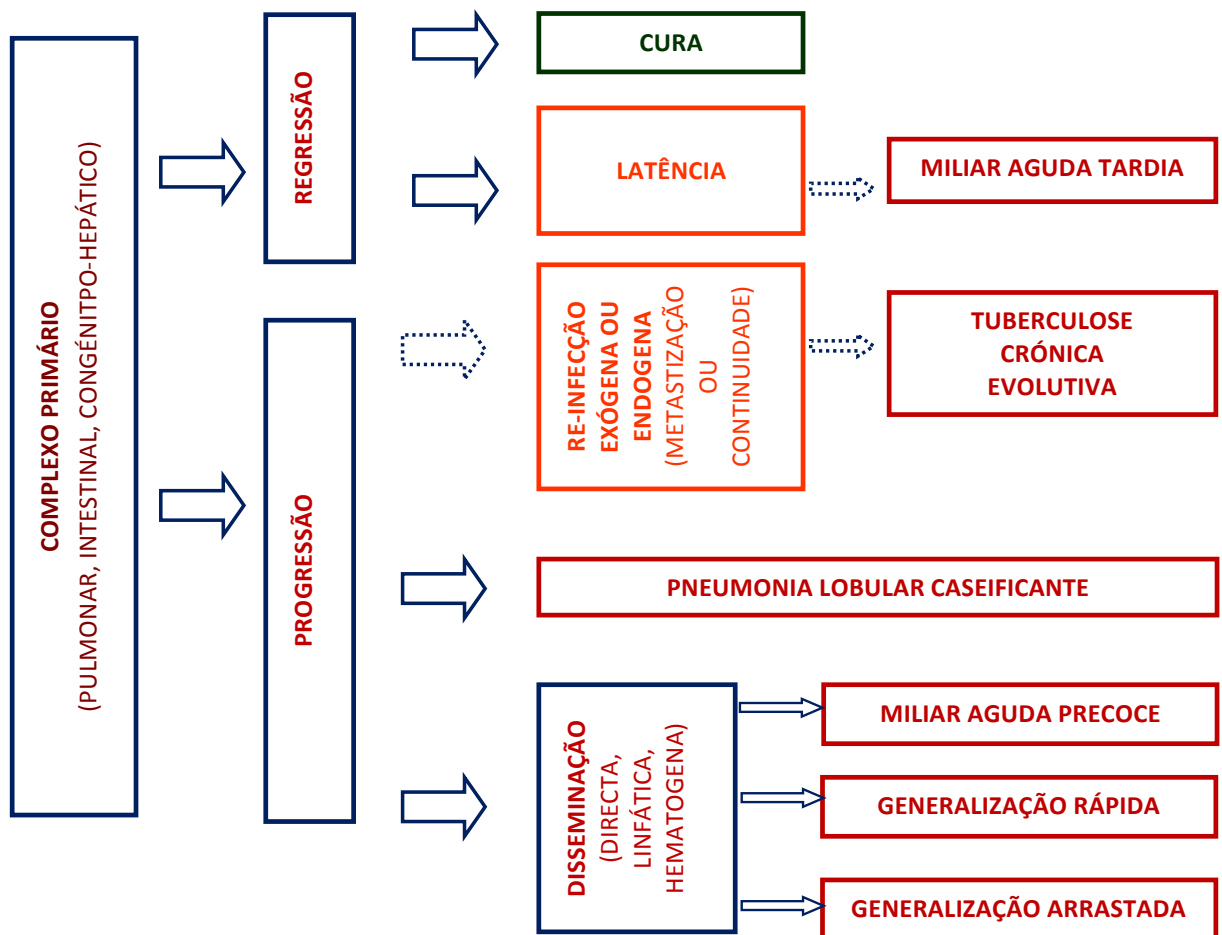 COMPLEXO PRIMÁRIO
(PULMONAR, INTESTINAL, CONGÉNITPO-HEPÁTICO)
REGRESSÃO
CURA
LATÊNCIA
MILIAR AGUDA TARDIA
PROGRESSÃO
RE-INFECÇÃO
EXÓGENA OU
ENDOGENA
(METASTIZAÇÃO
OU
CONTINUIDADE)
TUBERCULOSE
CRÓNICA
EVOLUTIVA
PNEUMONIA LOBULAR CASEIFICANTE
DISSEMINAÇÃO
(DIRECTA,
LINFÁTICA,
HEMATOGENA)
MILIAR AGUDA PRECOCE
GENERALIZAÇÃO RÁPIDA
GENERALIZAÇÃO ARRASTADA